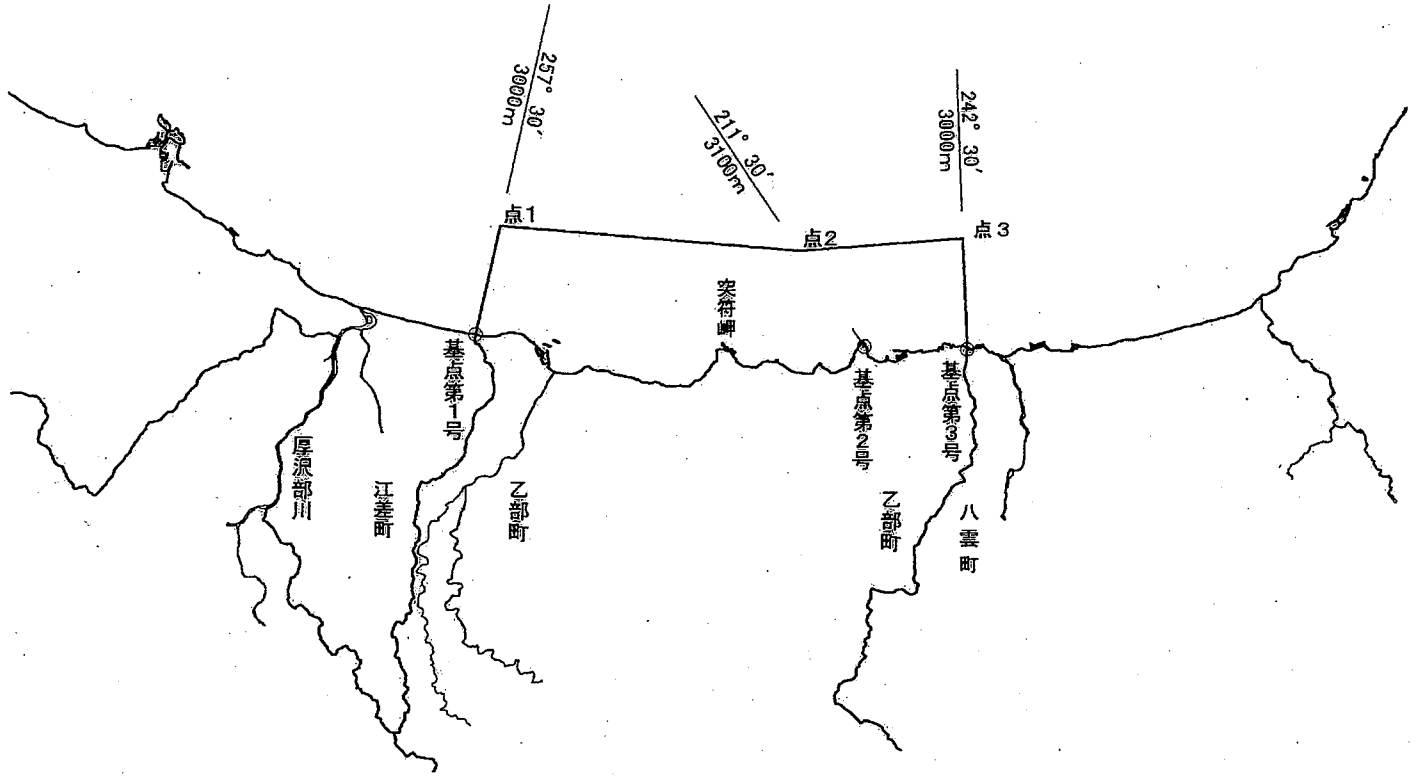 257° 30′
3000m
211° 30′
3100m
242° 30′
3000m
点1
点2
点3
突符岬
基点第1号
基点第2号
基点第3号
厚沢部川
江差町
乙部町
乙部町
八雲町